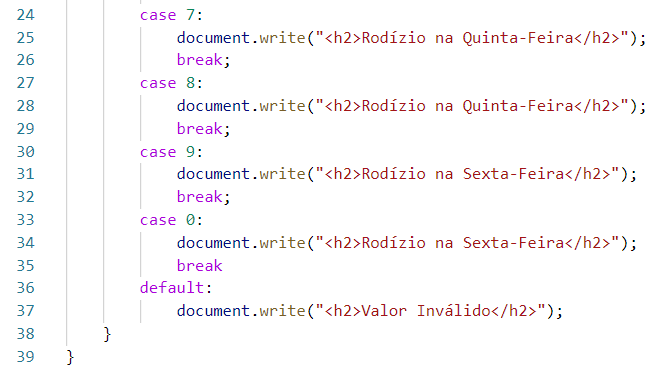 24 case 7:
25 document.write("<h2>Rodízio na Quinta-Feira</h2>");
26 break;
27 case 8:
28 document.write("<h2>Rodízio na Quinta-Feira</h2>");
29 break;
30 case 9:
31 document.write("<h2>Rodízio na Sexta-Feira</h2>");
32 break;
33 case 0:
34 document.write("<h2>Rodízio na Sexta-Feira</h2>");
35 break
36 default:
37 document.write("<h2>Valor Inválido</h2>");
38 }
39 }